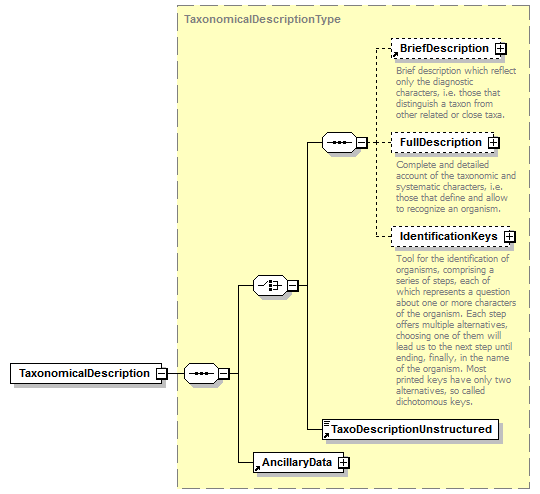 TaxonomicalDescriptionType
BriefDescription
Brief description which reflect
only the diagnostic
characters, i.e. those that
distinguish a taxon from
other related or close taxa.
FullDescription
Complete and detailed
account of the taxonomic and
systematic characters, i.e.
those that define and allow
to recognize an organism.
IdentificationKeys
Tool for the identification of
organisms, comprising a
series of steps, each of
which represents a question
about one or more characters
of the organism. Each step
offers multiple alternatives,
choosing one of them will
lead us to the next step until
ending, finally, in the name
of the organism. Most
printed keys have only two
alternatives, so called
dichotomous keys.
TaxonomicalDescription
TaxoDescriptionUnstructured
AncillaryData